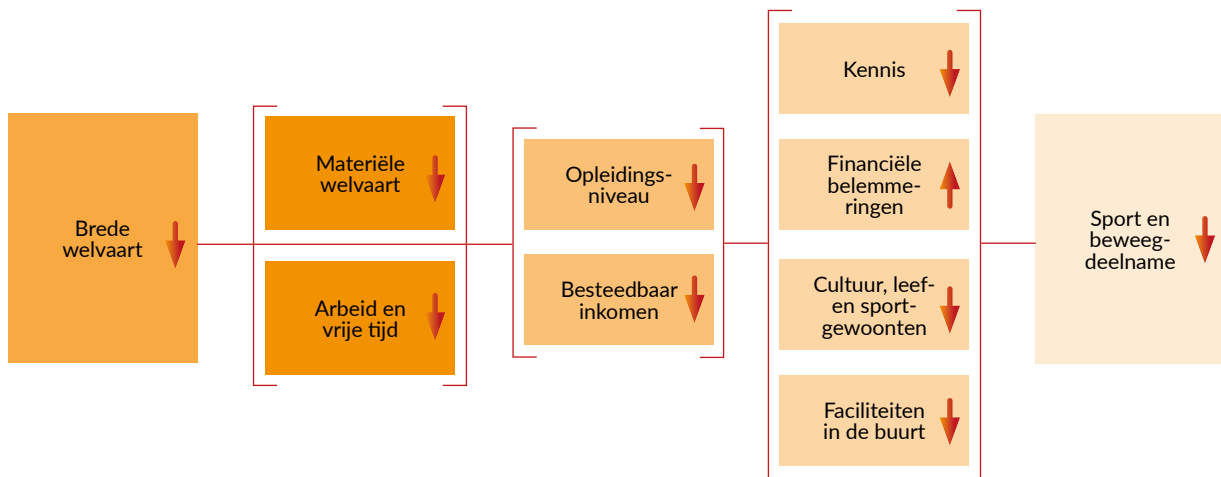 Brede
welvaart
Materiële
welvaart
Arbeid en
vrije tijd
Opleidings-
niveau
Besteedbaar
inkomen
Kennis
Financiële
belemme-
ringen
Cultuur, leef-
en sport-
gewoonten
Faciliteiten
in de buurt
Sport en
beweeg-
deelname